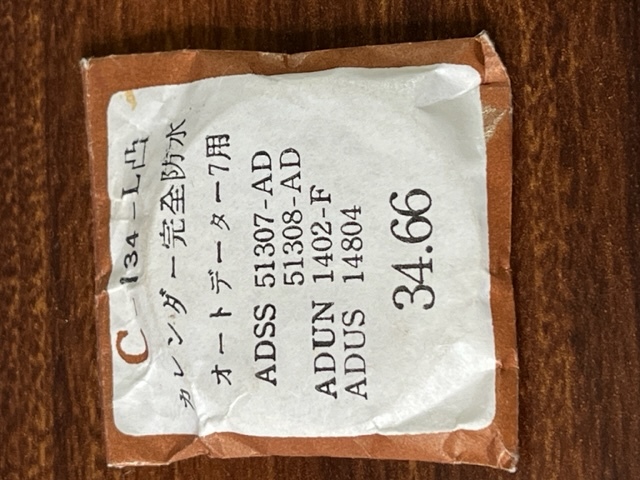 C-134-L凸
カレンダー完全防水
オートデーター7用
ADSS 51307-AD
51308-AD
ADUN 1402-F
ADUS 14804
34.66